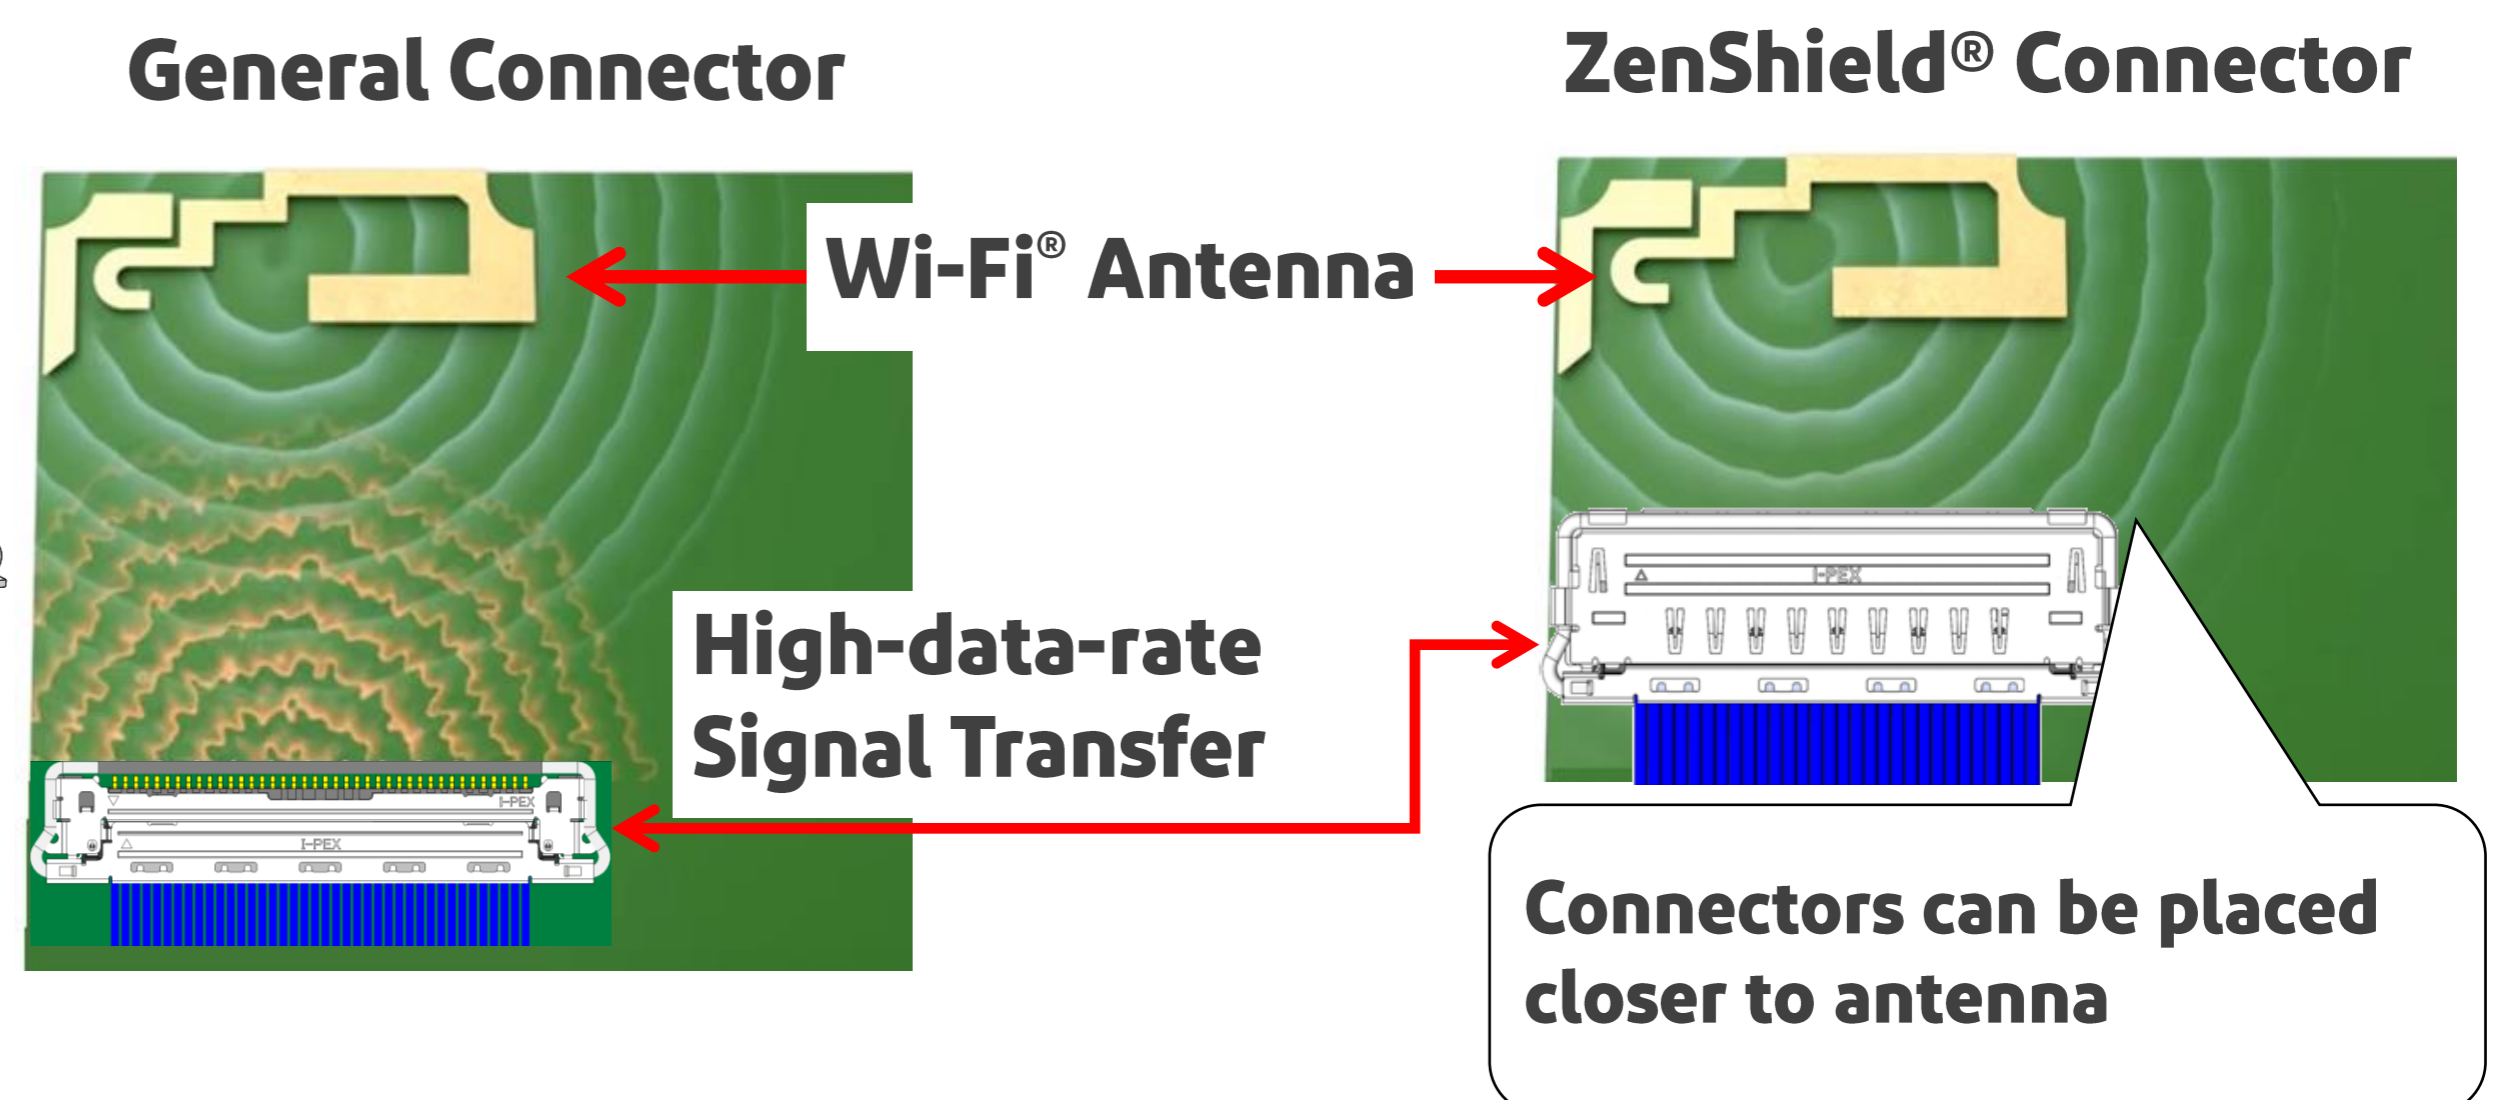 General Connector
ZenShield® Connector
Wi-Fi® Antenna
High-data-rate
Signal Transfer
I-PEX
I-PEX
I-PEX
Connectors can be placed
closer to antenna